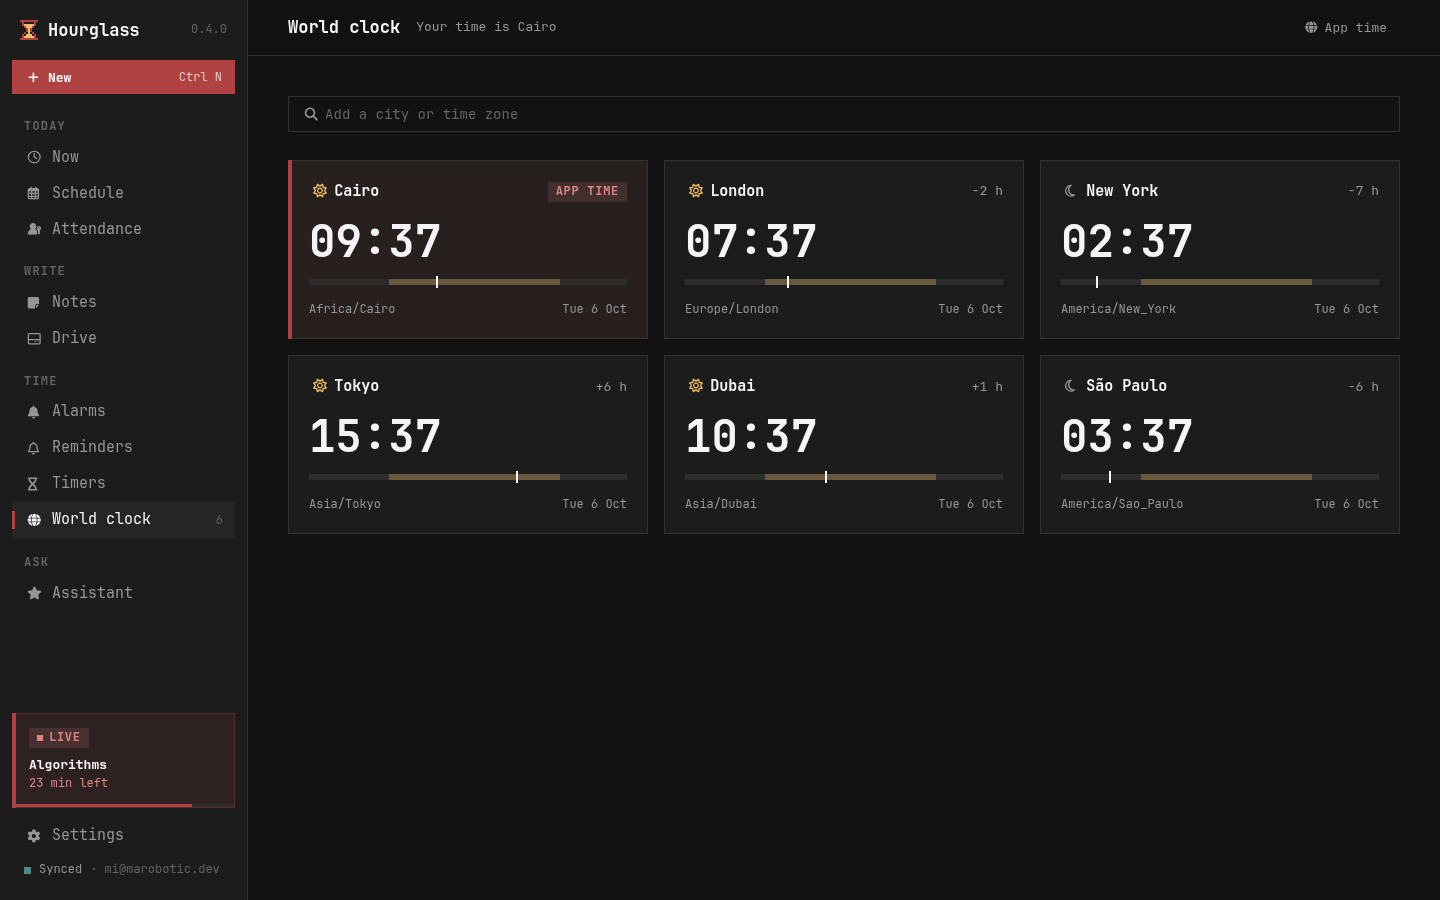 Hourglass 0.4.0
+ New Ctrl N
TODAY
Now
Schedule
Attendance
WRITE
Notes
Drive
TIME
Alarms
Reminders
Timers
World clock 6
ASK
Assistant
LIVE
Algorithms
23 min left
Settings
Synced · mi@marobotic.dev
World clock Your time is Cairo App time
Add a city or time zone
Cairo APP TIME
09:37
Africa/Cairo Tue 6 Oct
London -2 h
07:37
Europe/London Tue 6 Oct
New York -7 h
02:37
America/New_York Tue 6 Oct
Tokyo +6 h
15:37
Asia/Tokyo Tue 6 Oct
Dubai +1 h
10:37
Asia/Dubai Tue 6 Oct
São Paulo -6 h
03:37
America/Sao_Paulo Tue 6 Oct